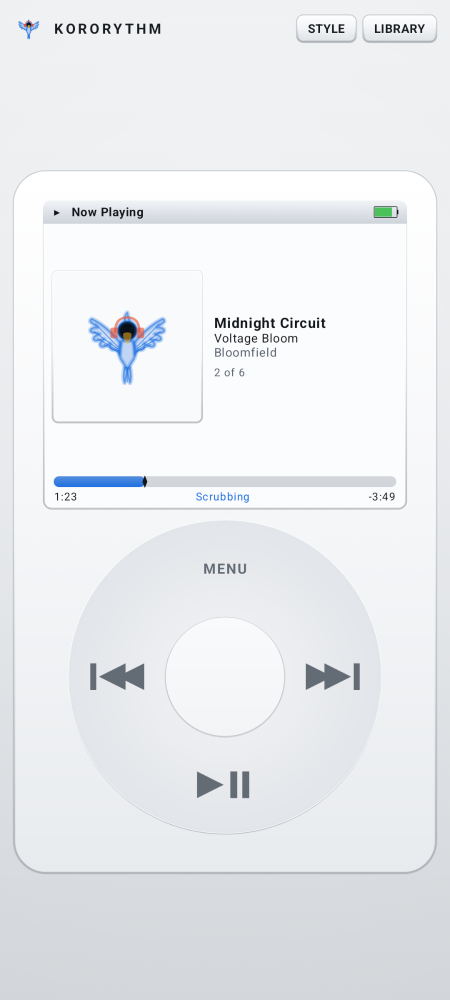 KORORYTHM
STYLE
LIBRARY
Now Playing
Midnight Circuit
Voltage Bloom
Bloomfield
2 of 6
1:23
Scrubbing
-3:49
MENU